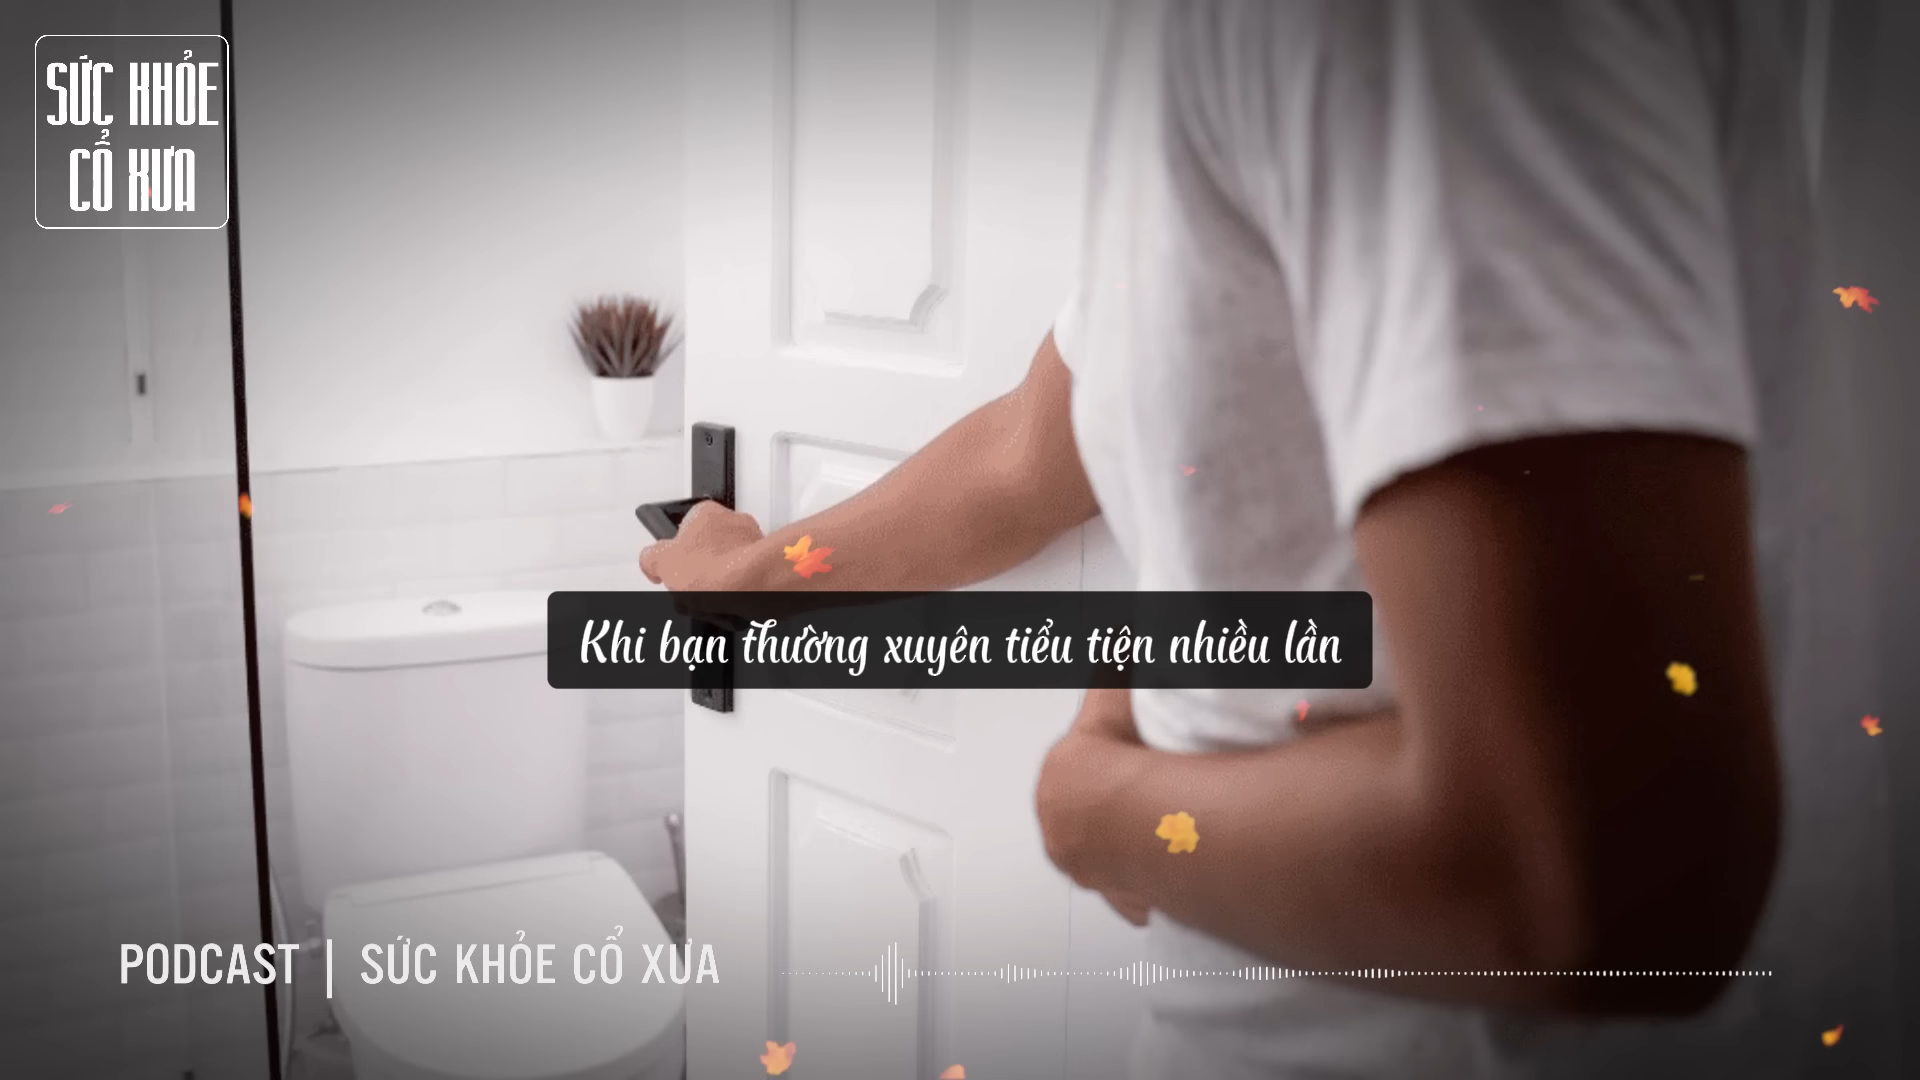 SỨC KHỎE
CỔ XƯA
Khi bạn thường xuyên tiểu tiện nhiều lần
PODCAST | SỨC KHỎE CỔ XƯA